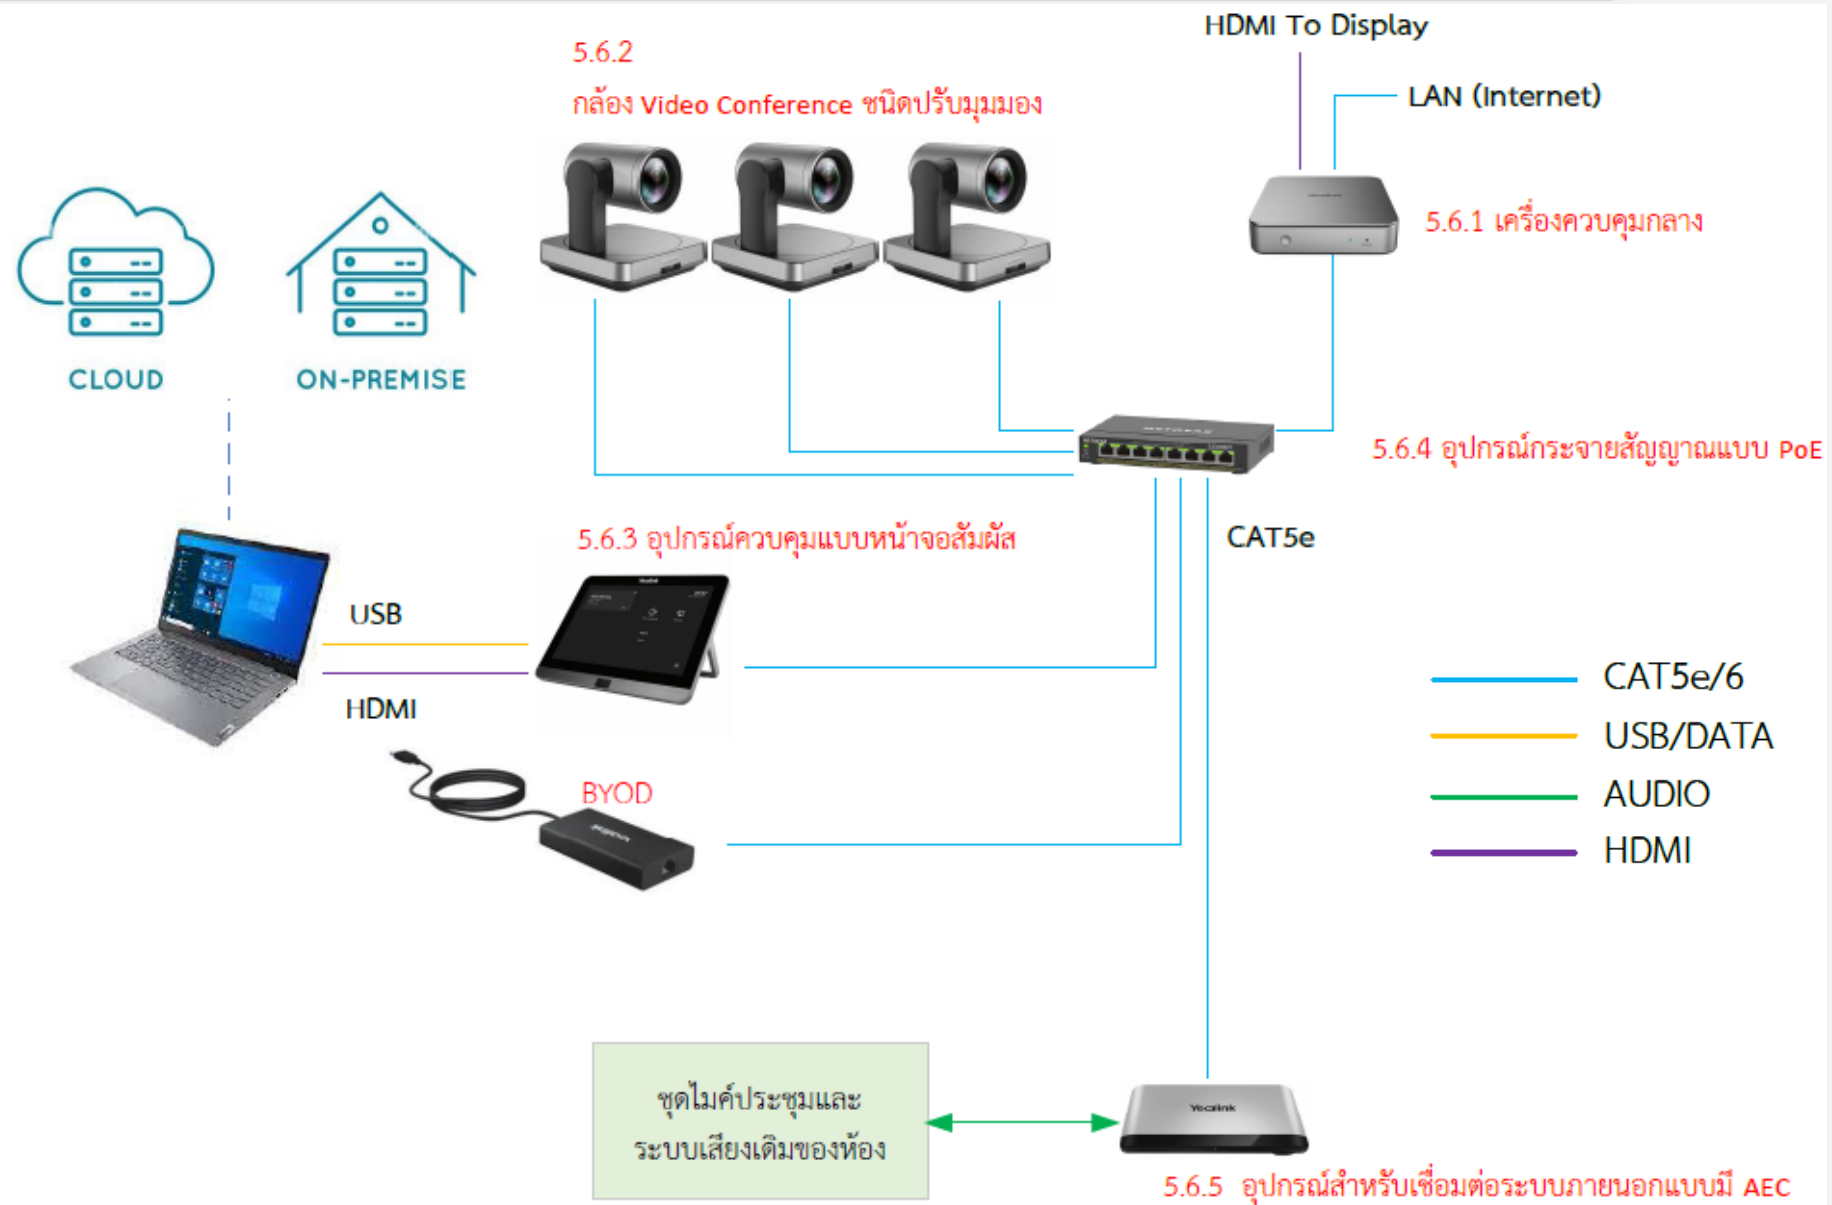 HDMI To Display
5.6.2
กล้อง Video Conference ชนิดปรับมุมมอง
LAN (Internet)
5.6.1 เครื่องควบคุมกลาง
CLOUD
ON-PREMISE
NETGEAR
5.6.4 อุปกรณ์กระจายสัญญาณแบบ PoE
CAT5e
5.6.3 อุปกรณ์ควบคุมแบบหน้าจอสัมผัส
Yealink
USB
HDMI
BYOD
CAT5e/6
USB/DATA
AUDIO
HDMI
ชุดไมค์ประชุมและ
ระบบเสียงเดิมของห้อง
Yealink
5.6.5 อุปกรณ์สำหรับเชื่อมต่อระบบภายนอกแบบมี AEC